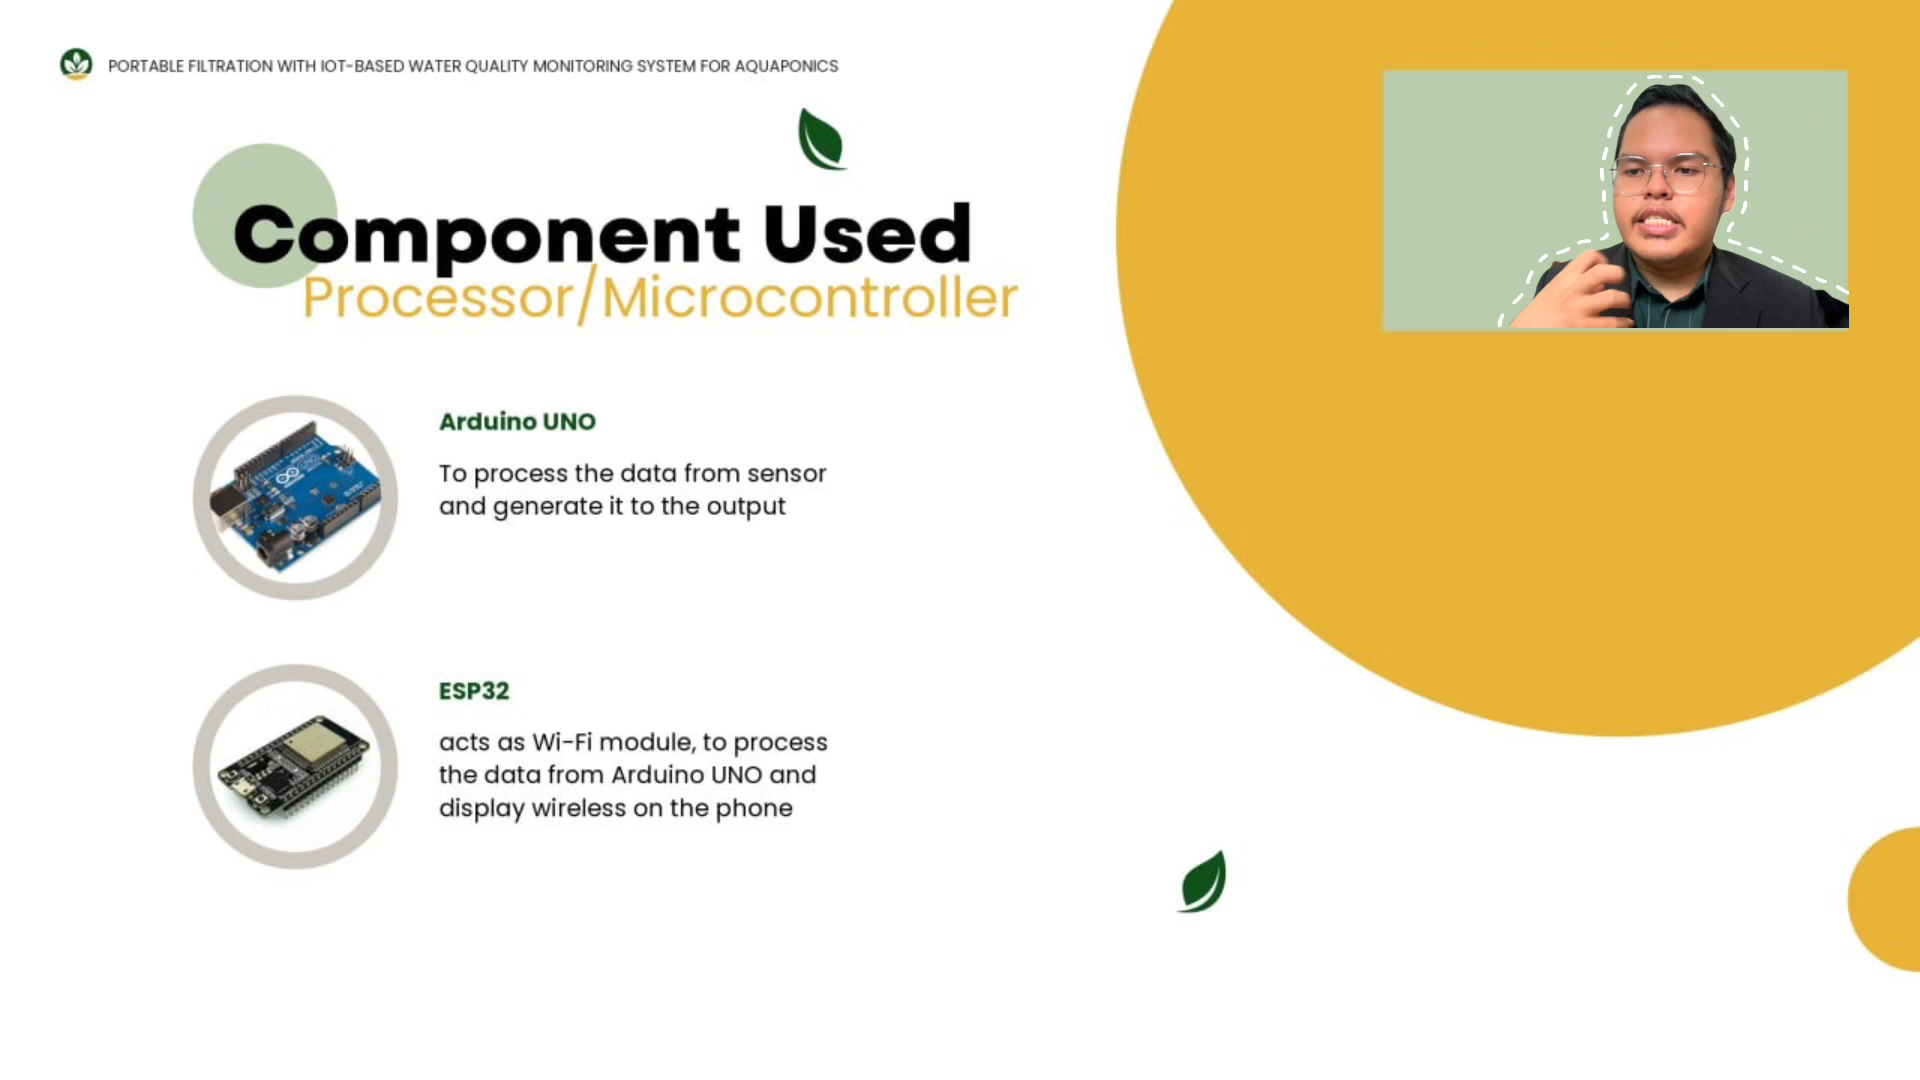 PORTABLE FILTRATION WITH IOT-BASED WATER QUALITY MONITORING SYSTEM FOR AQUAPONICS
Component Used
Processor/Microcontroller
Arduino UNO
To process the data from sensor
and generate it to the output
ESP32
acts as Wi-Fi module, to process
the data from Arduino UNO and
display wireless on the phone